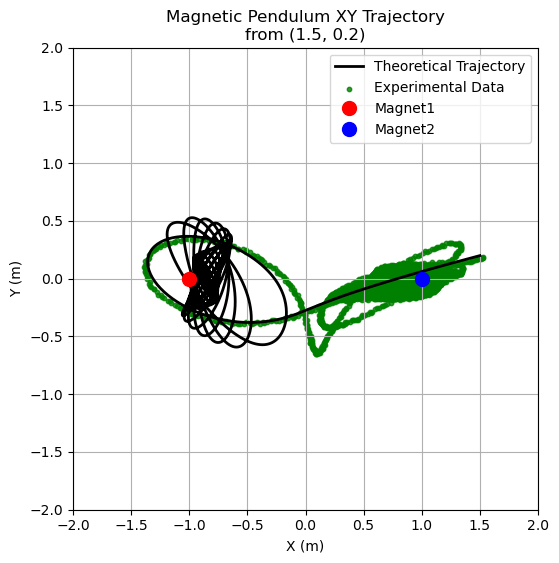 Magnetic Pendulum XY Trajectory
from (1.5, 0.2)
Theoretical Trajectory
Experimental Data
Magnet1
Magnet2
Y (m)
2.0
1.5
1.0
0.5
0.0
−0.5
−1.0
−1.5
−2.0
−2.0 −1.5 −1.0 −0.5 0.0 0.5 1.0 1.5 2.0
X (m)